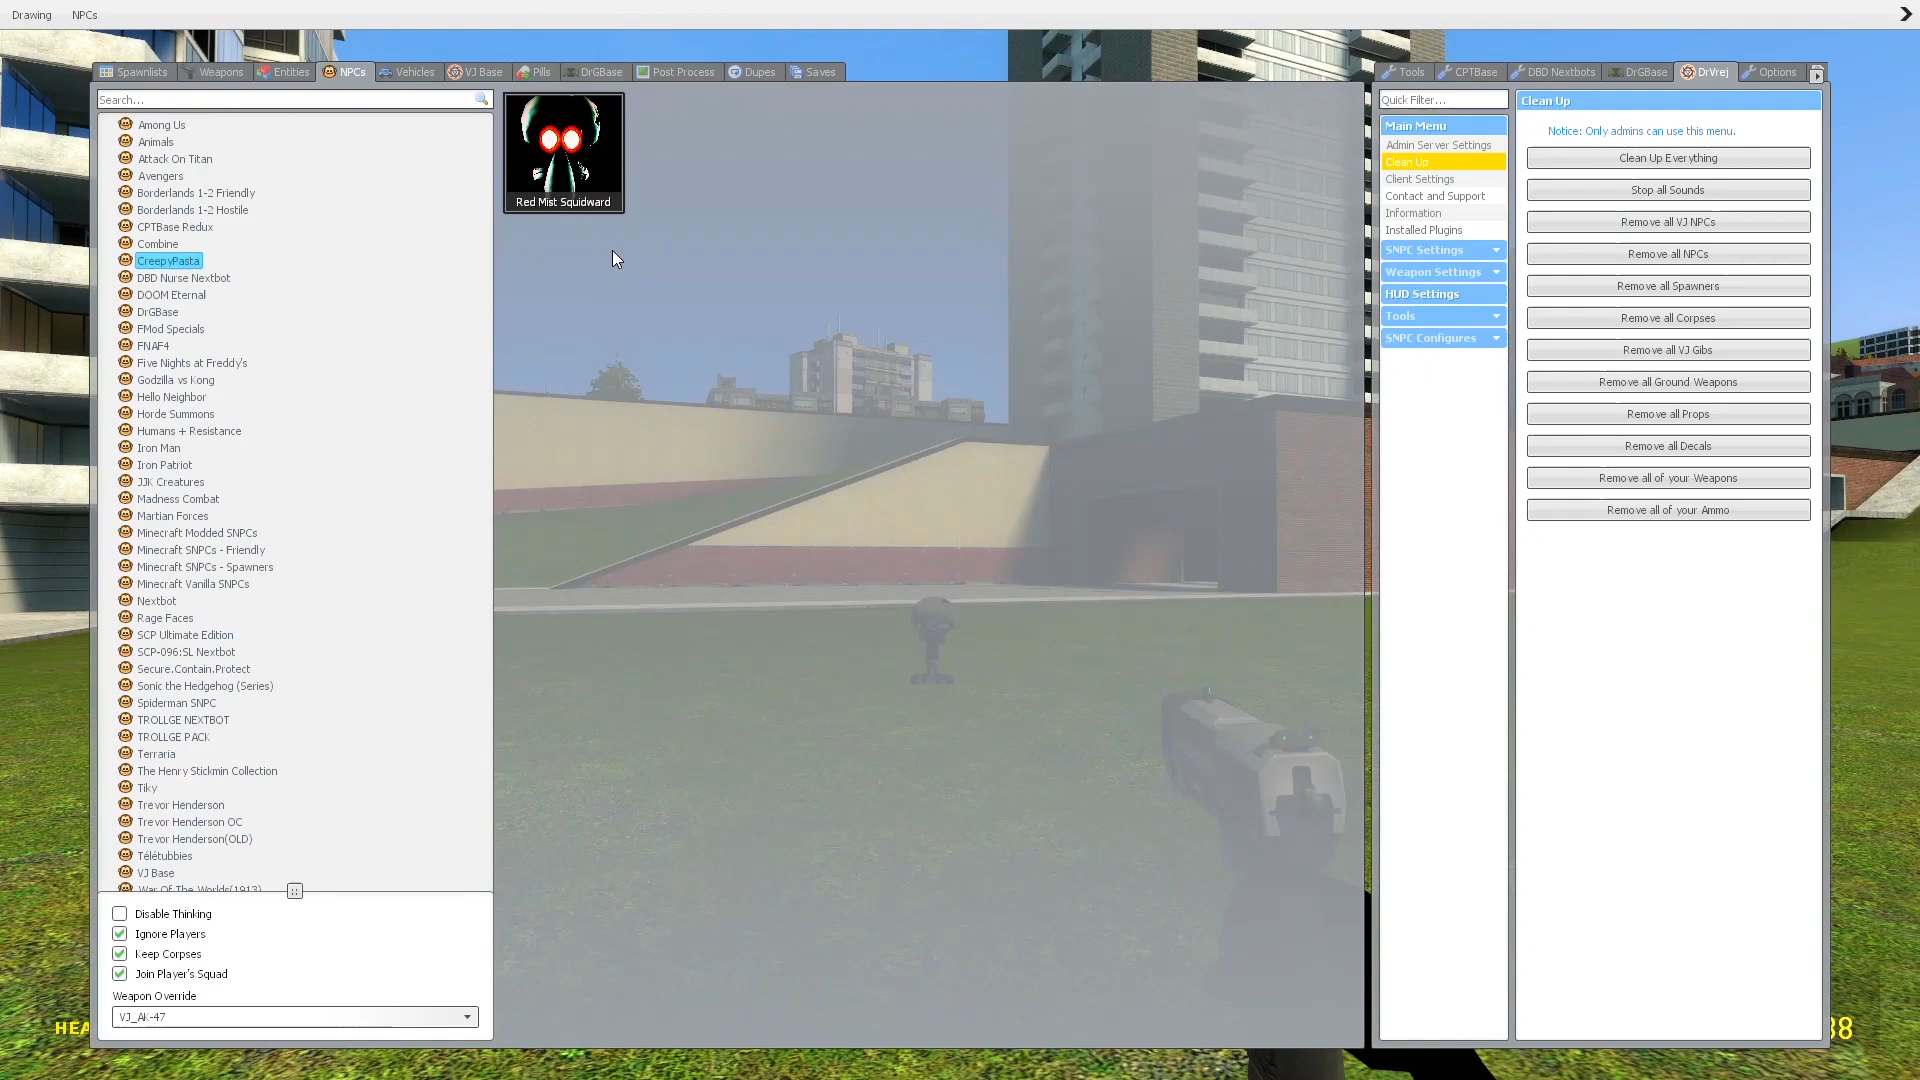 Drawing NPCs
Spawnlists Weapons Entities NPCs Vehicles VJ Base Pills DrGBase Post Process Dupes Saves
Tools CPTBase DBD Nextbots DrGBase DrVrej Options
Search...
Among Us
Animals
Attack On Titan
Avengers
Borderlands 1-2 Friendly
Borderlands 1-2 Hostile
CPTBase Redux
Combine
CreepyPasta
DBD Nurse Nextbot
DOOM Eternal
DrGBase
FMod Specials
FNAF4
Five Nights at Freddy's
Godzilla vs Kong
Hello Neighbor
Horde Summons
Humans + Resistance
Iron Man
Iron Patriot
JJK Creatures
Madness Combat
Martian Forces
Minecraft Modded SNPCs
Minecraft SNPCs - Friendly
Minecraft SNPCs - Spawners
Minecraft Vanilla SNPCs
Nextbot
Rage Faces
SCP Ultimate Edition
SCP-096:SL Nextbot
Secure.Contain.Protect
Sonic the Hedgehog (Series)
Spiderman SNPC
TROLLGE NEXTBOT
TROLLGE PACK
Terraria
The Henry Stickmin Collection
Tiky
Trevor Henderson
Trevor Henderson OC
Trevor Henderson(OLD)
Télétubbies
VJ Base
War Of The Worlds(1913)
Disable Thinking
Ignore Players
Keep Corpses
Join Player's Squad
Weapon Override
VJ_AK-47
Red Mist Squidward
Quick Filter...
Main Menu
Admin Server Settings
Clean Up
Client Settings
Contact and Support
Information
Installed Plugins
SNPC Settings
Weapon Settings
HUD Settings
Tools
SNPC Configures
Clean Up
Notice: Only admins can use this menu.
Clean Up Everything
Stop all Sounds
Remove all VJ NPCs
Remove all NPCs
Remove all Spawners
Remove all Corpses
Remove all VJ Gibs
Remove all Ground Weapons
Remove all Props
Remove all Decals
Remove all of your Weapons
Remove all of your Ammo
HEA